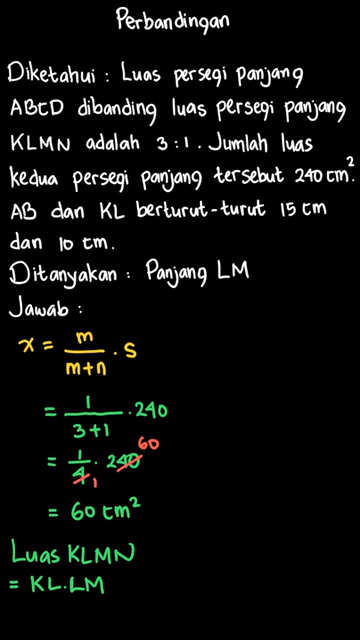 Perbandingan
Diketahui : Luas persegi panjang
ABCD dibanding luas persegi panjang
KLMN adalah 3 : 1. Jumlah luas
kedua persegi panjang tersebut 240 cm².
AB dan KL berturut-turut 15 cm
dan 10 cm.
Ditanyakan : Panjang LM
Jawab :
x = m/(m+n) . S
= 1/(3+1) . 240
= 1/4 . 240 60 1
= 60 cm²
Luas KLMN
= KL.LM